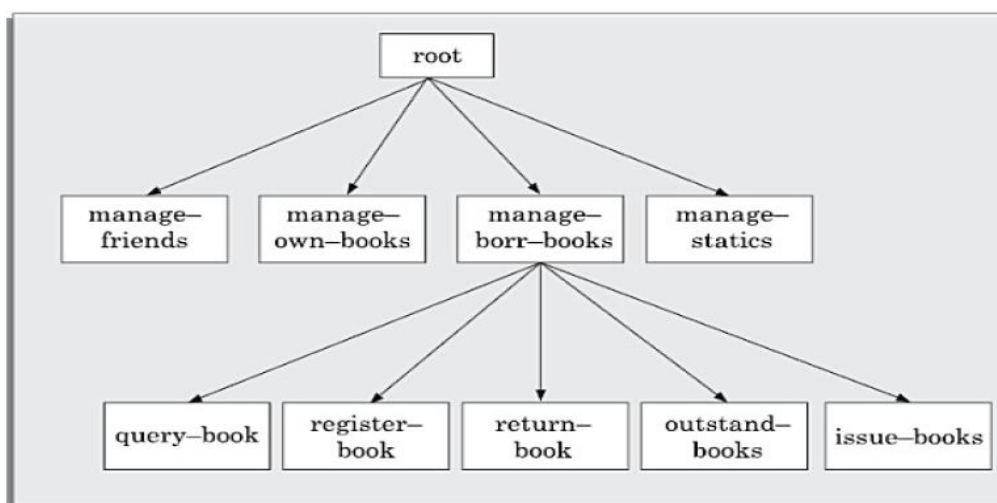 root
manage–
friends
manage–
own–books
manage–
borr–books
manage–
statics
query–book
register–
book
return–
book
outstand–
books
issue–books